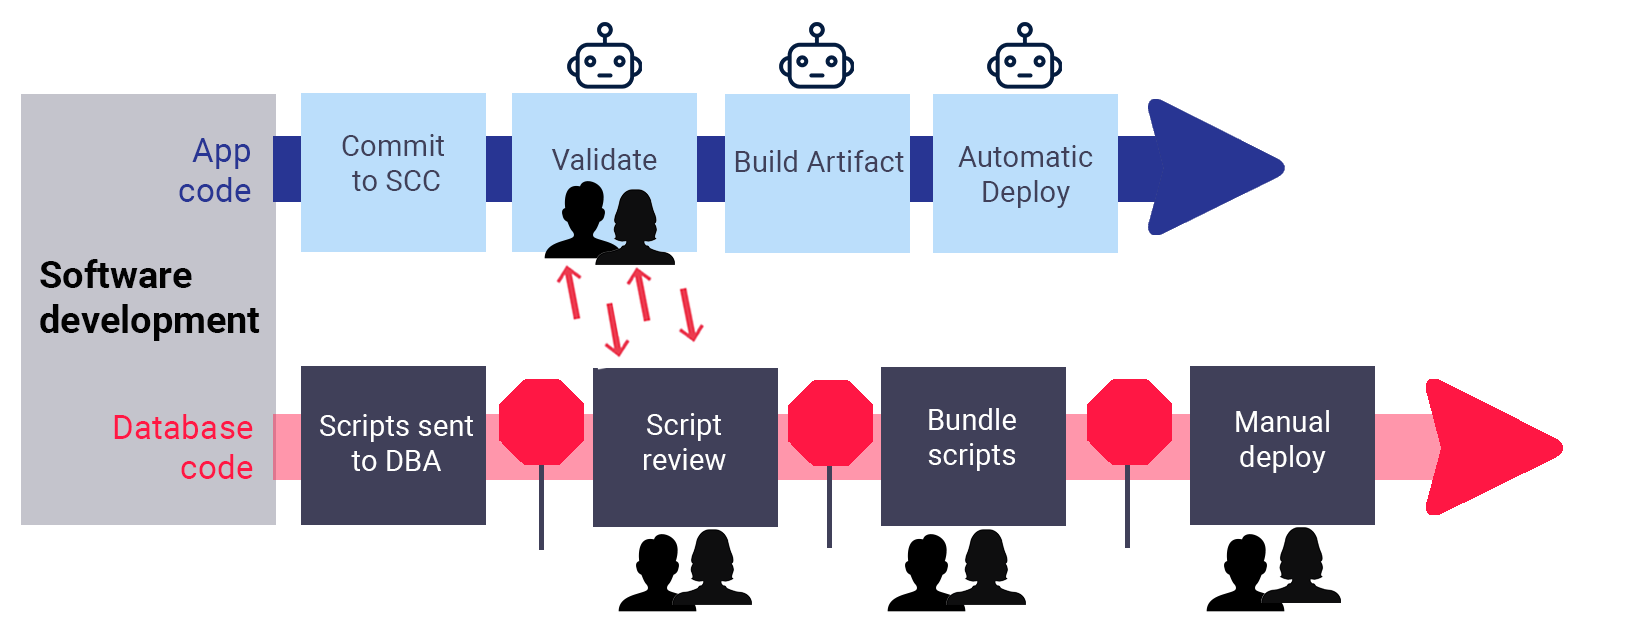 App
code
Commit
to SCC
Validate
Build Artifact
Automatic
Deploy
Software
development
Database
code
Scripts sent
to DBA
Script
review
Bundle
scripts
Manual
deploy